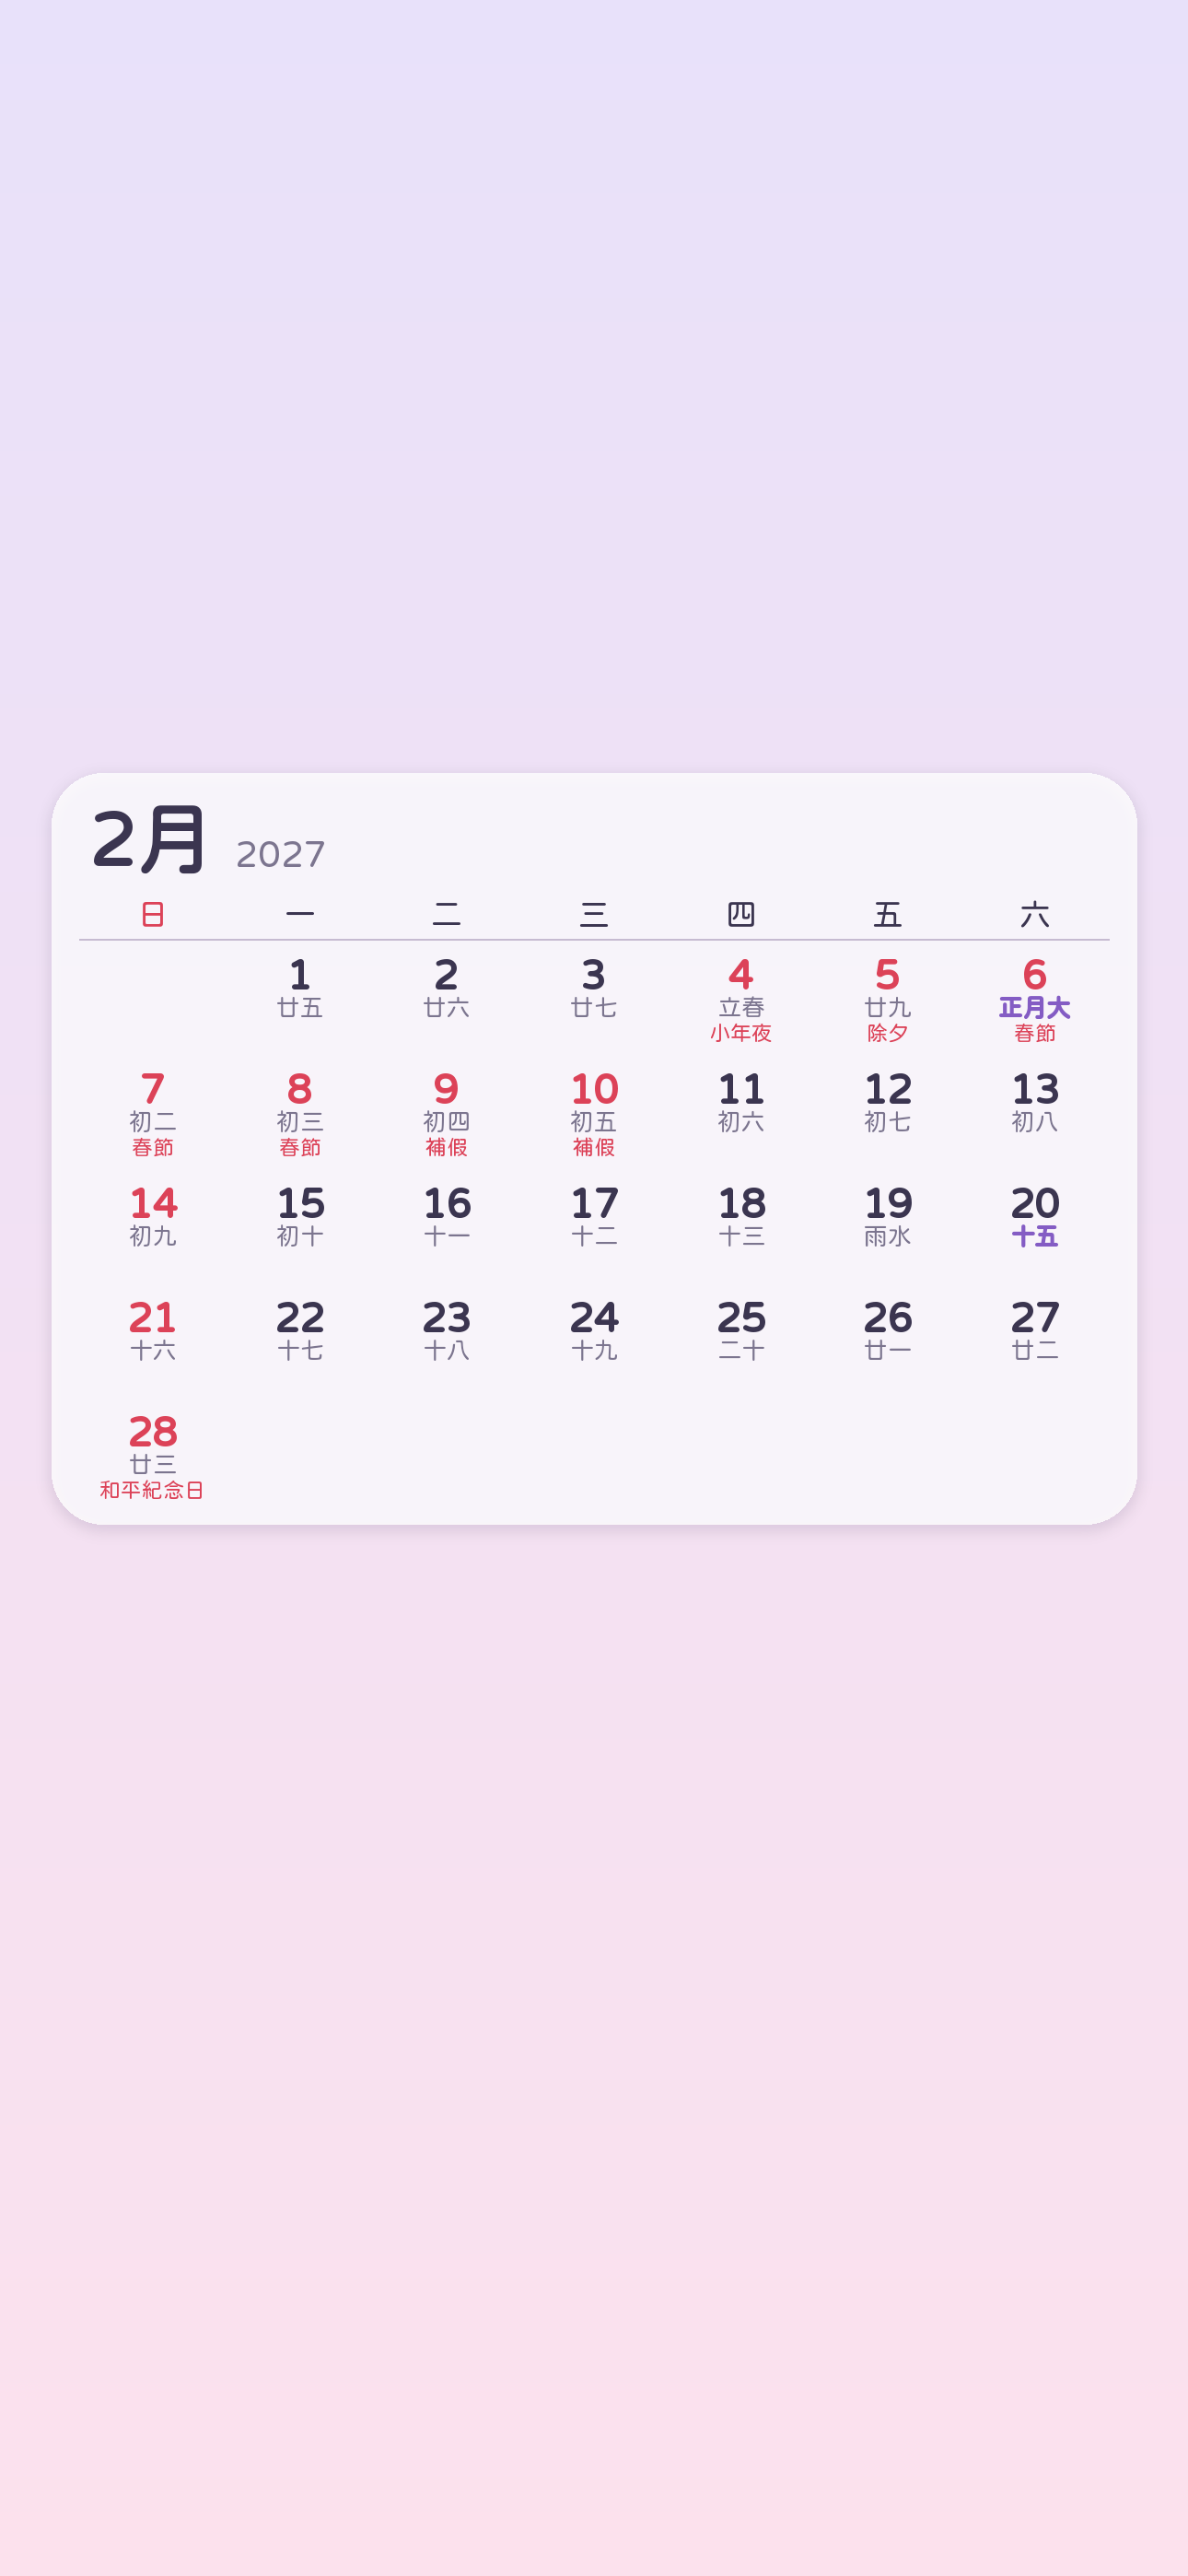 2月 2027
日 一 二 三 四 五 六
1 2 3 4 5 6
廿五 廿六 廿七 立春 廿九 正月大
小年夜 除夕 春節
7 8 9 10 11 12 13
初二 初三 初四 初五 初六 初七 初八
春節 春節 補假 補假
14 15 16 17 18 19 20
初九 初十 十一 十二 十三 雨水 十五
21 22 23 24 25 26 27
十六 十七 十八 十九 二十 廿一 廿二
28
廿三
和平紀念日